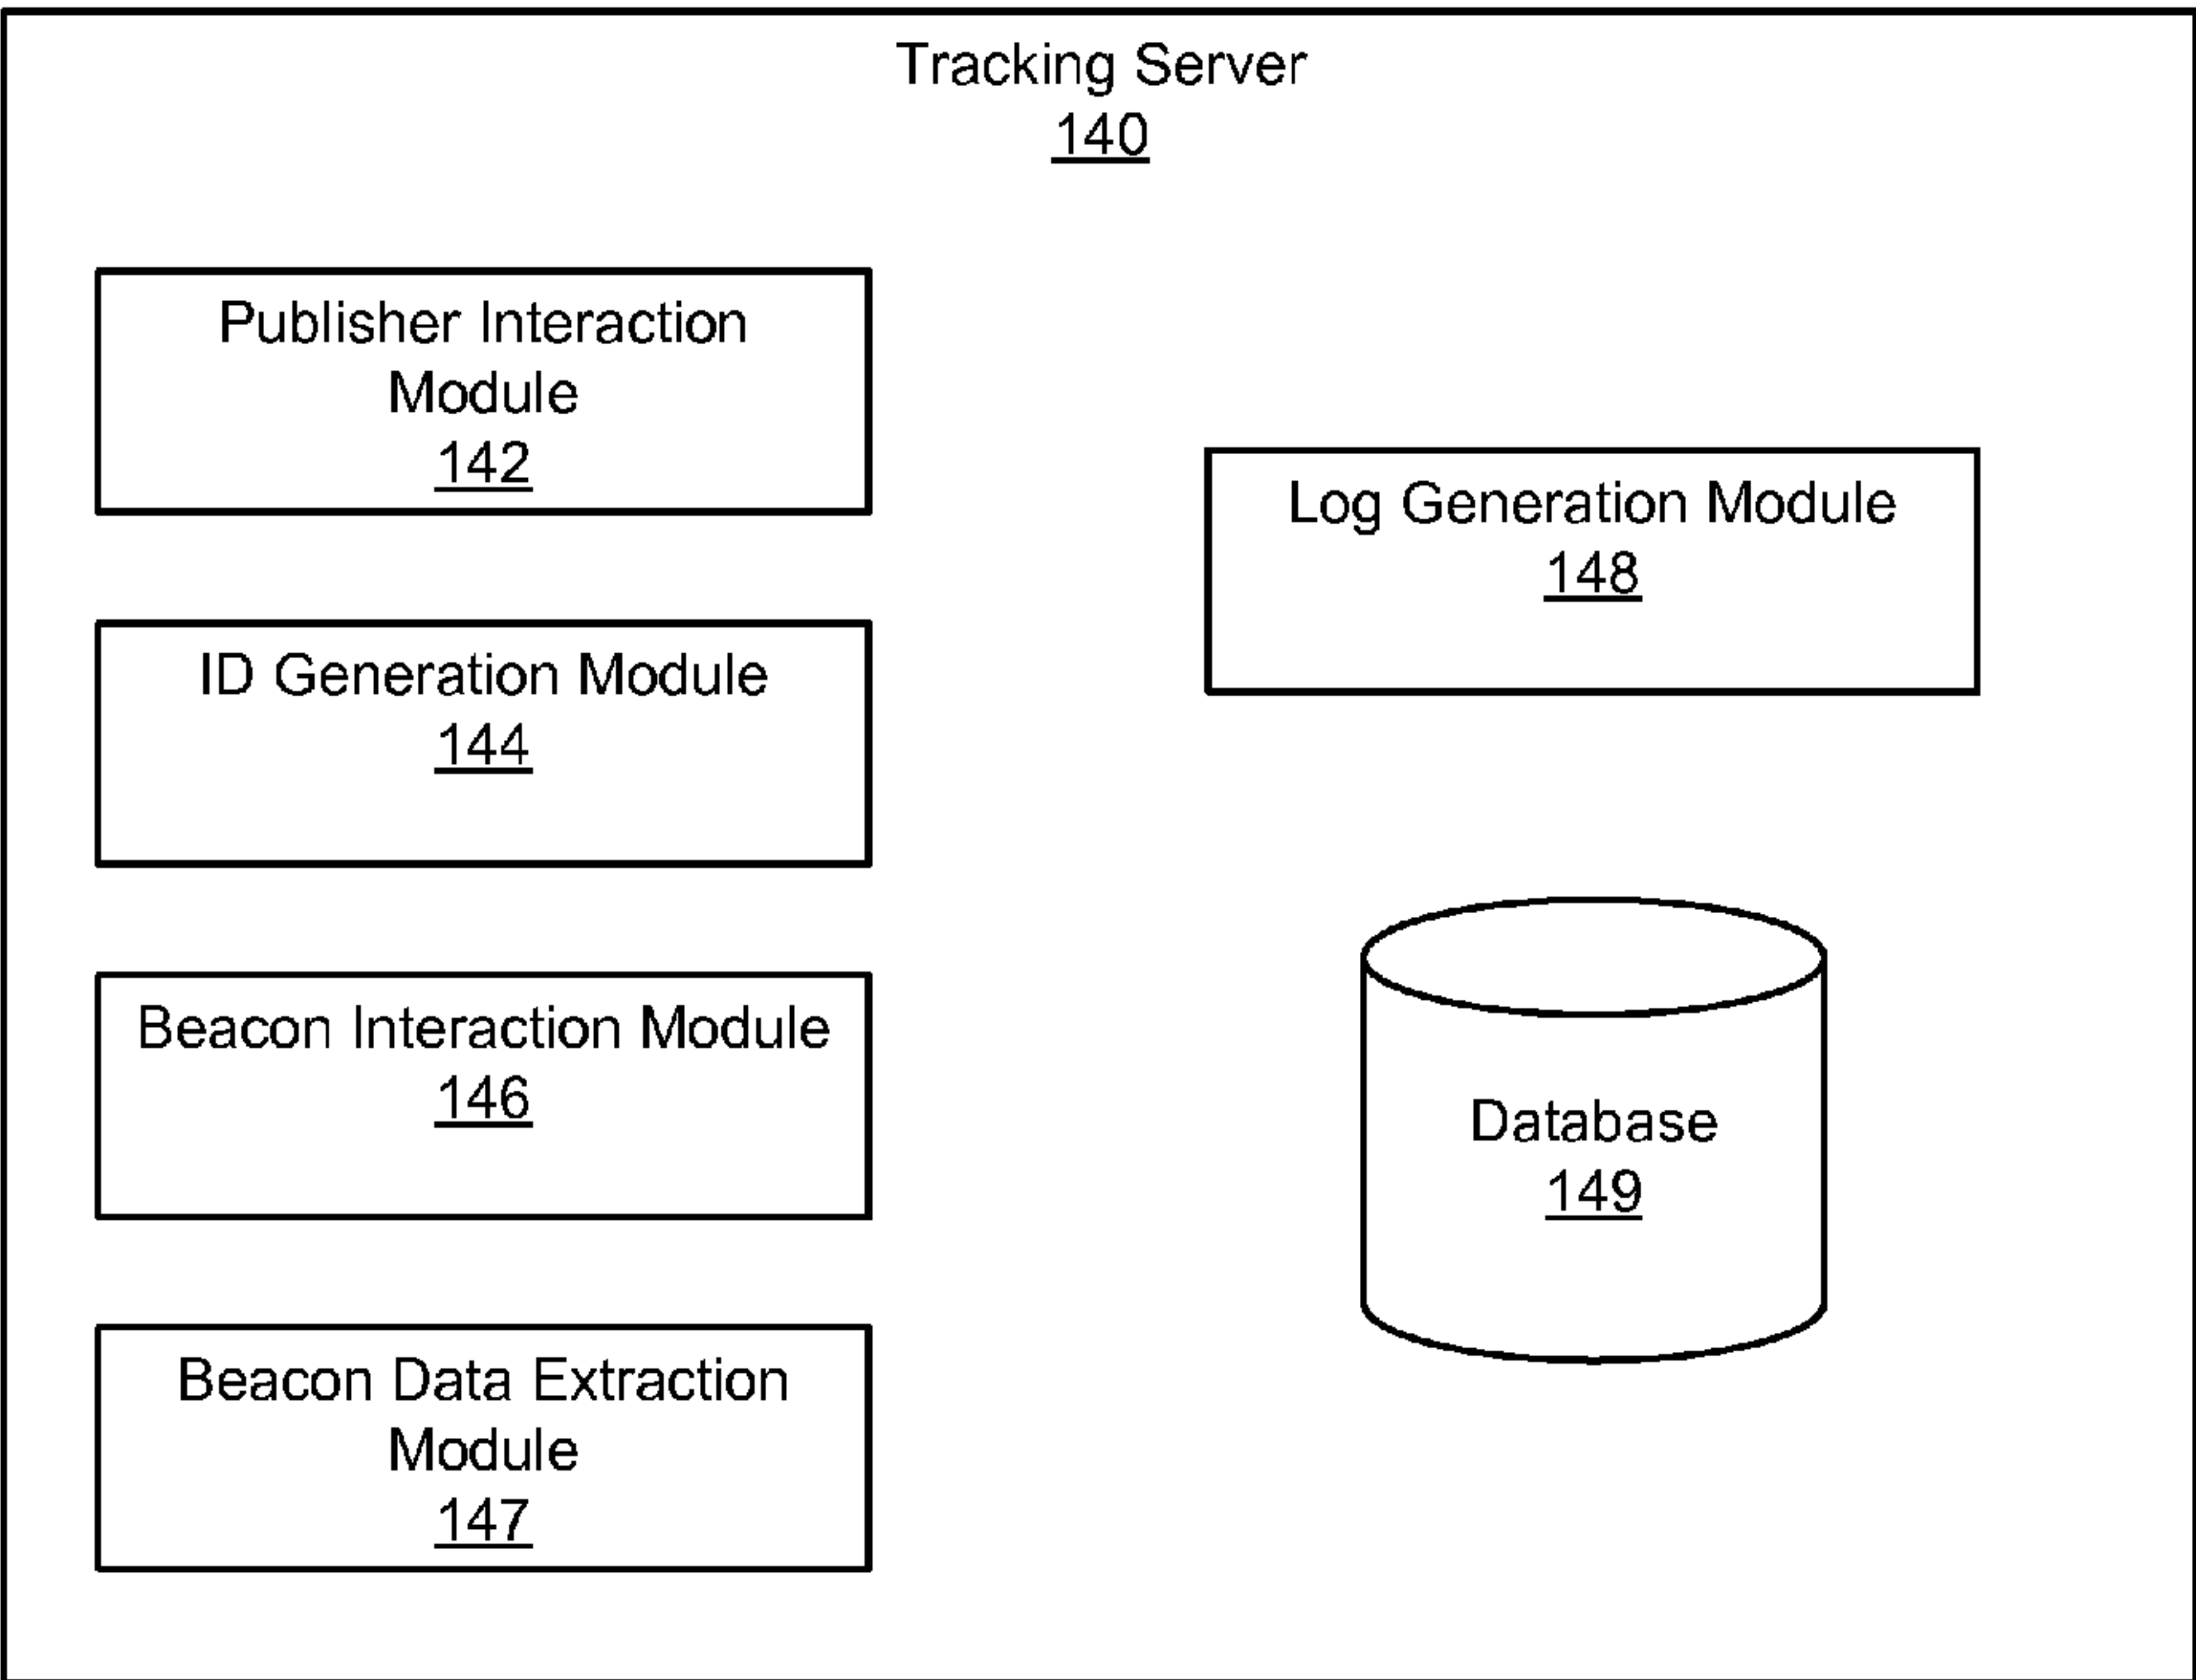 Tracking Server
140
Publisher Interaction
Module
142
ID Generation Module
144
Beacon Interaction Module
146
Beacon Data Extraction
Module
147
Log Generation Module
148
Database
149